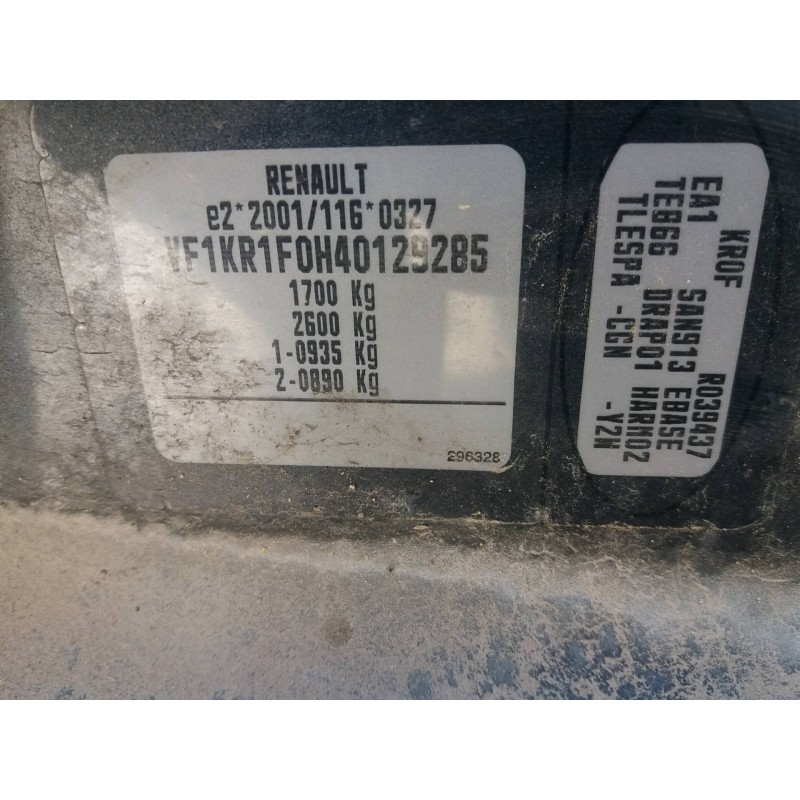 RENAULT
e2*2001/116*0327
VF1KR1F0H40129285
1700 Kg
2600 Kg
1-0935 Kg
2-0890 Kg
296328
KR0F R039437
EA1 SAN913 EBASE
TEB66 DRAP01 HARM02
TLESPA -CGN -Y2N